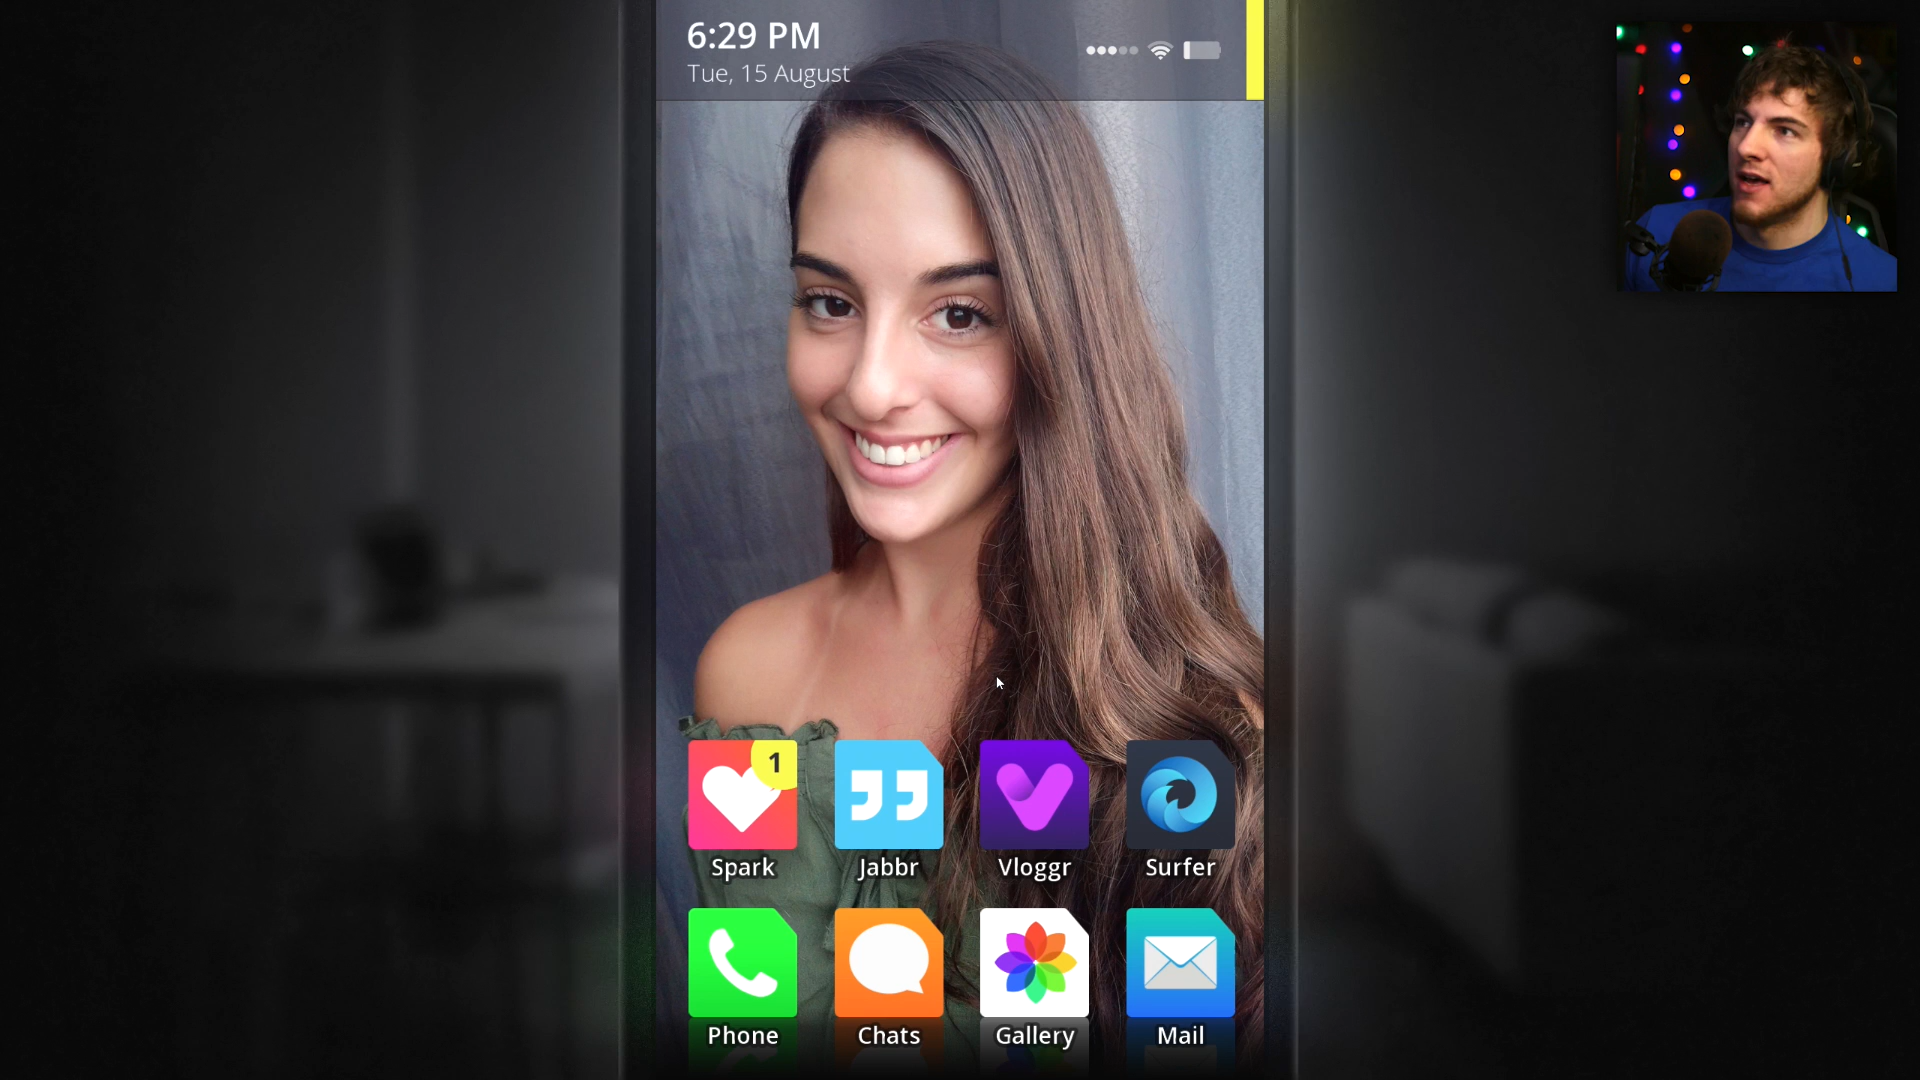 6:29 PM
Tue, 15 August
1
Spark
Jabbr
Vloggr
Surfer
Phone
Chats
Gallery
Mail